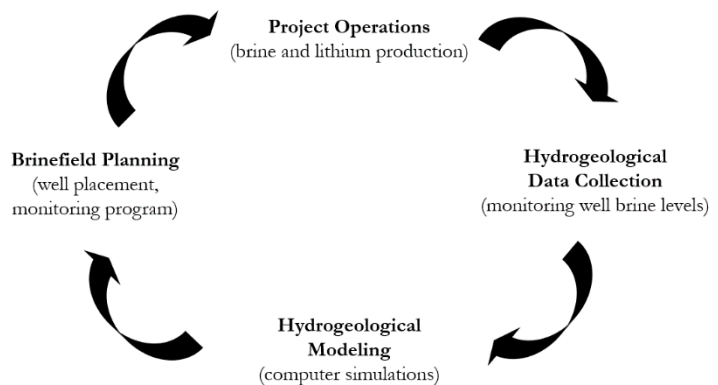 Project Operations
(brine and lithium production)
Brinefield Planning
(well placement,
monitoring program)
Hydrogeological
Data Collection
(monitoring well brine levels)
Hydrogeological
Modeling
(computer simulations)